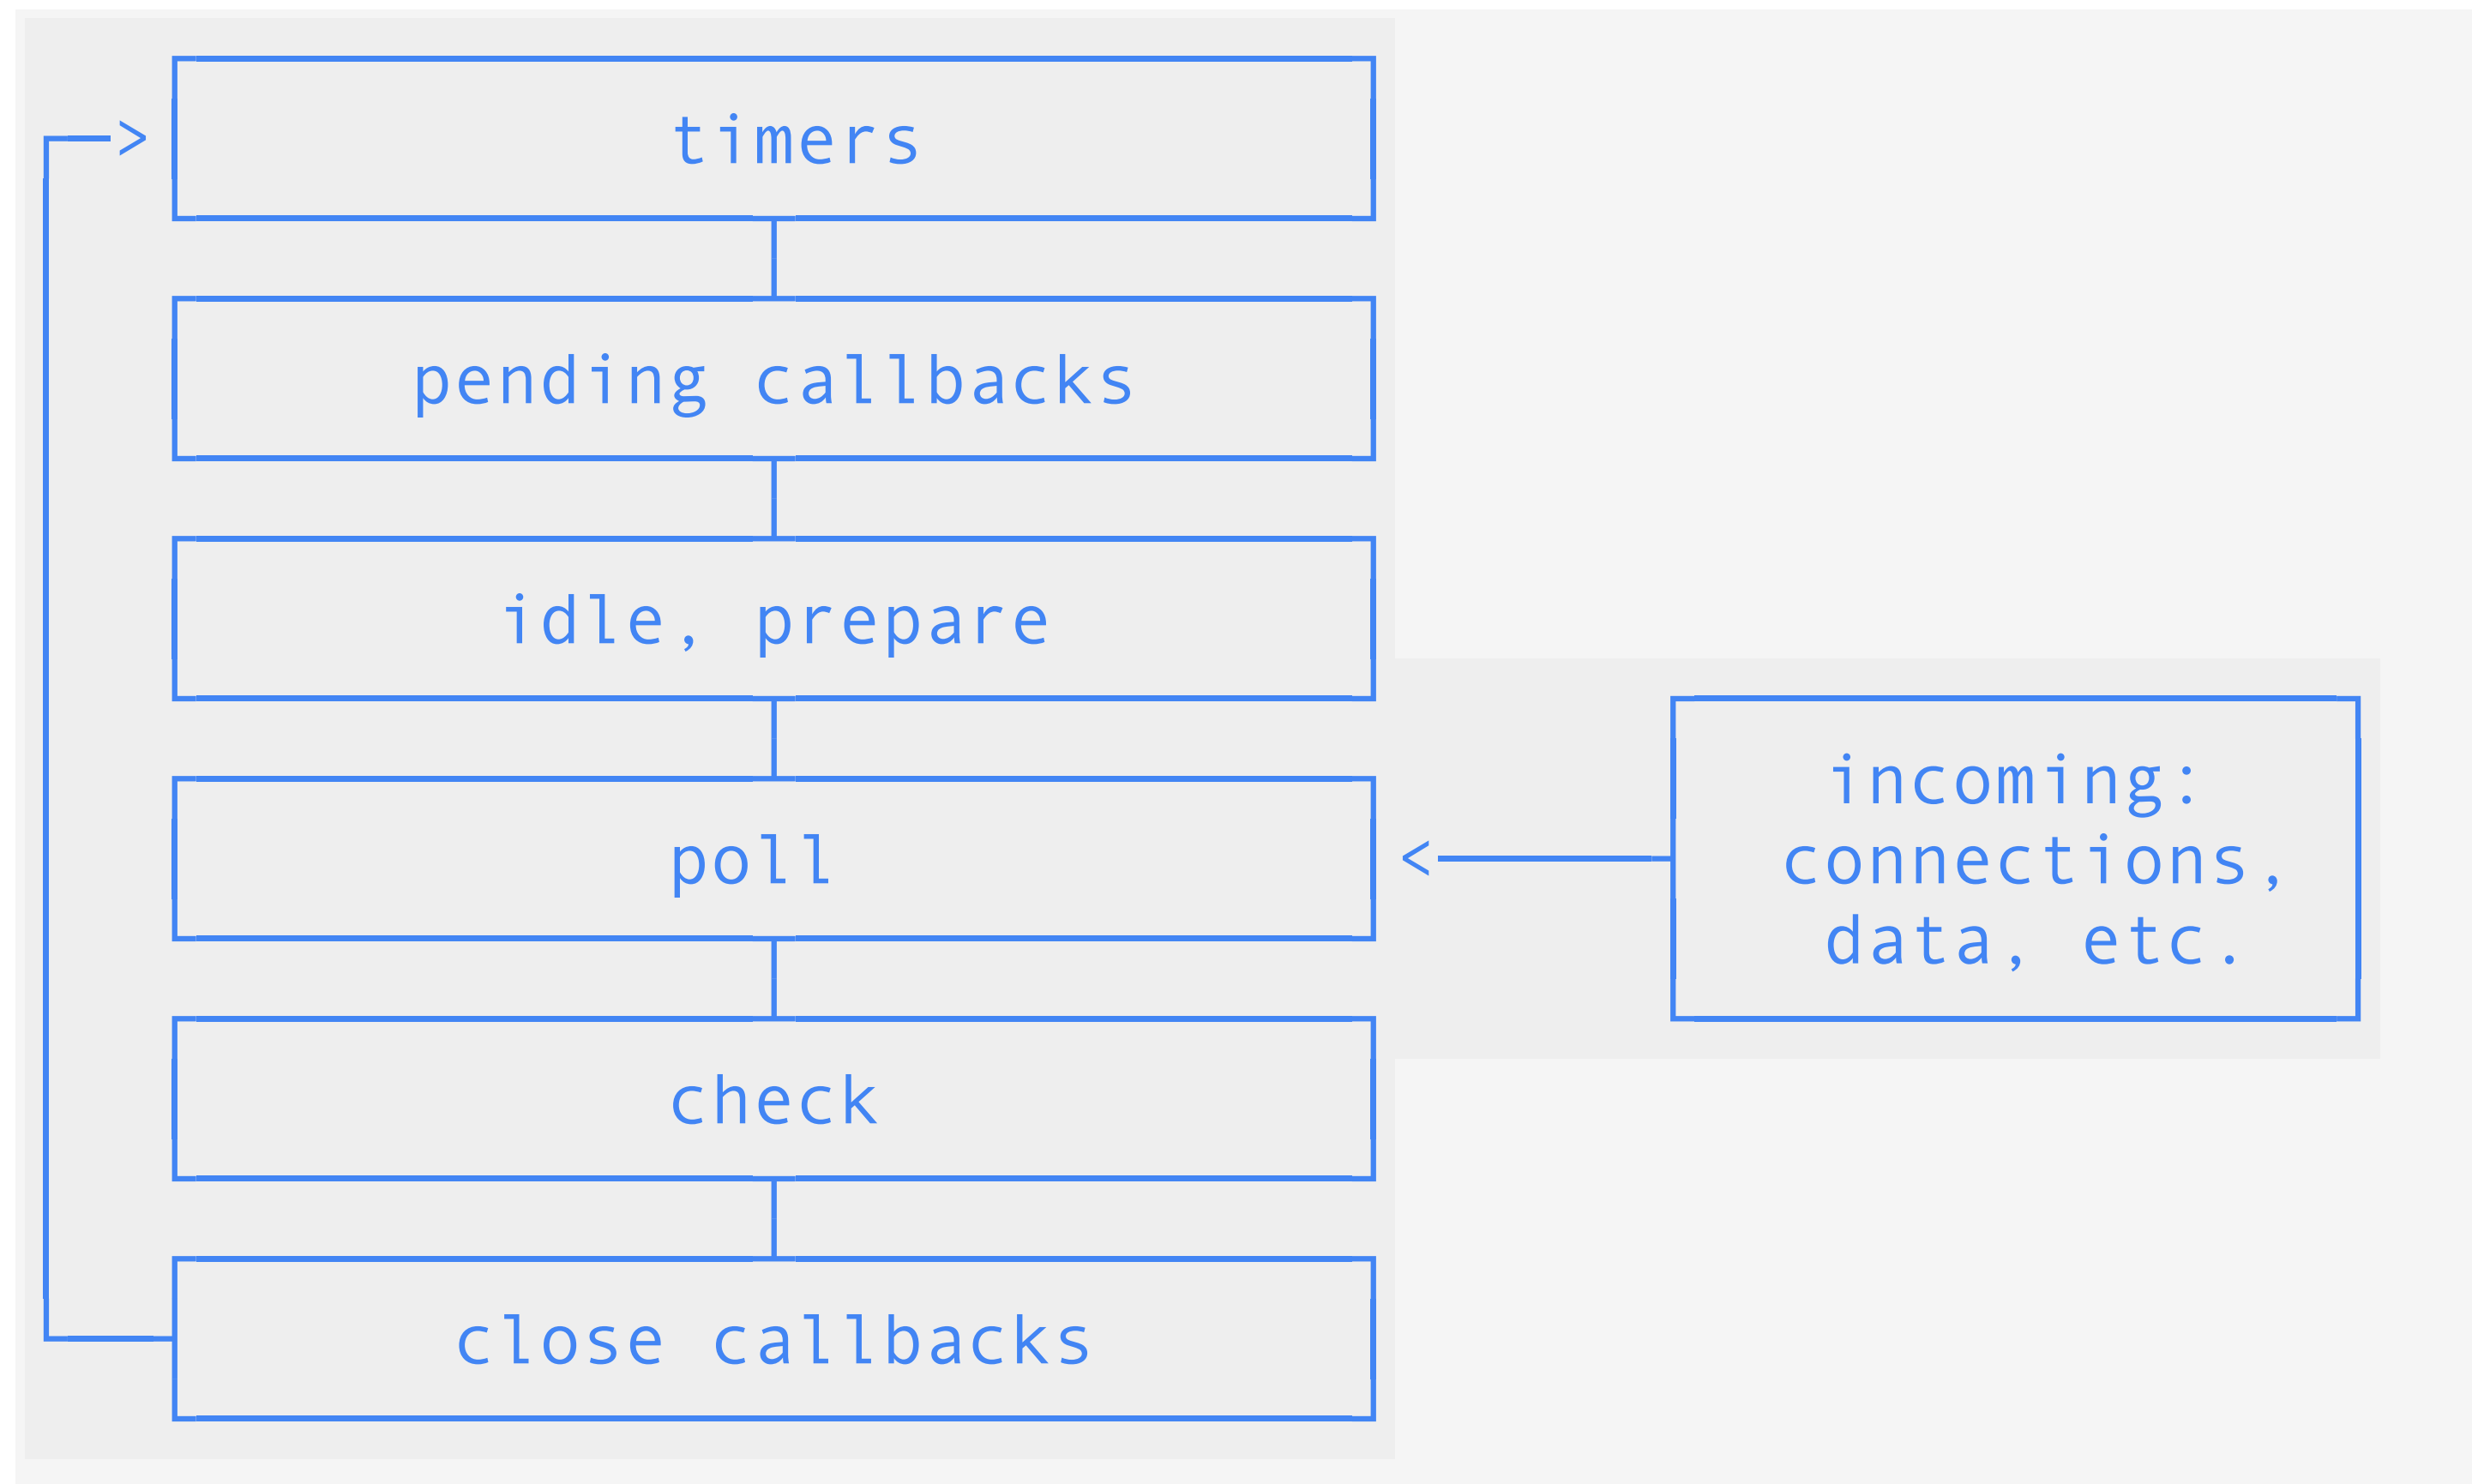 timers
pending callbacks
idle, prepare
poll
incoming:
connections,
data, etc.
check
close callbacks